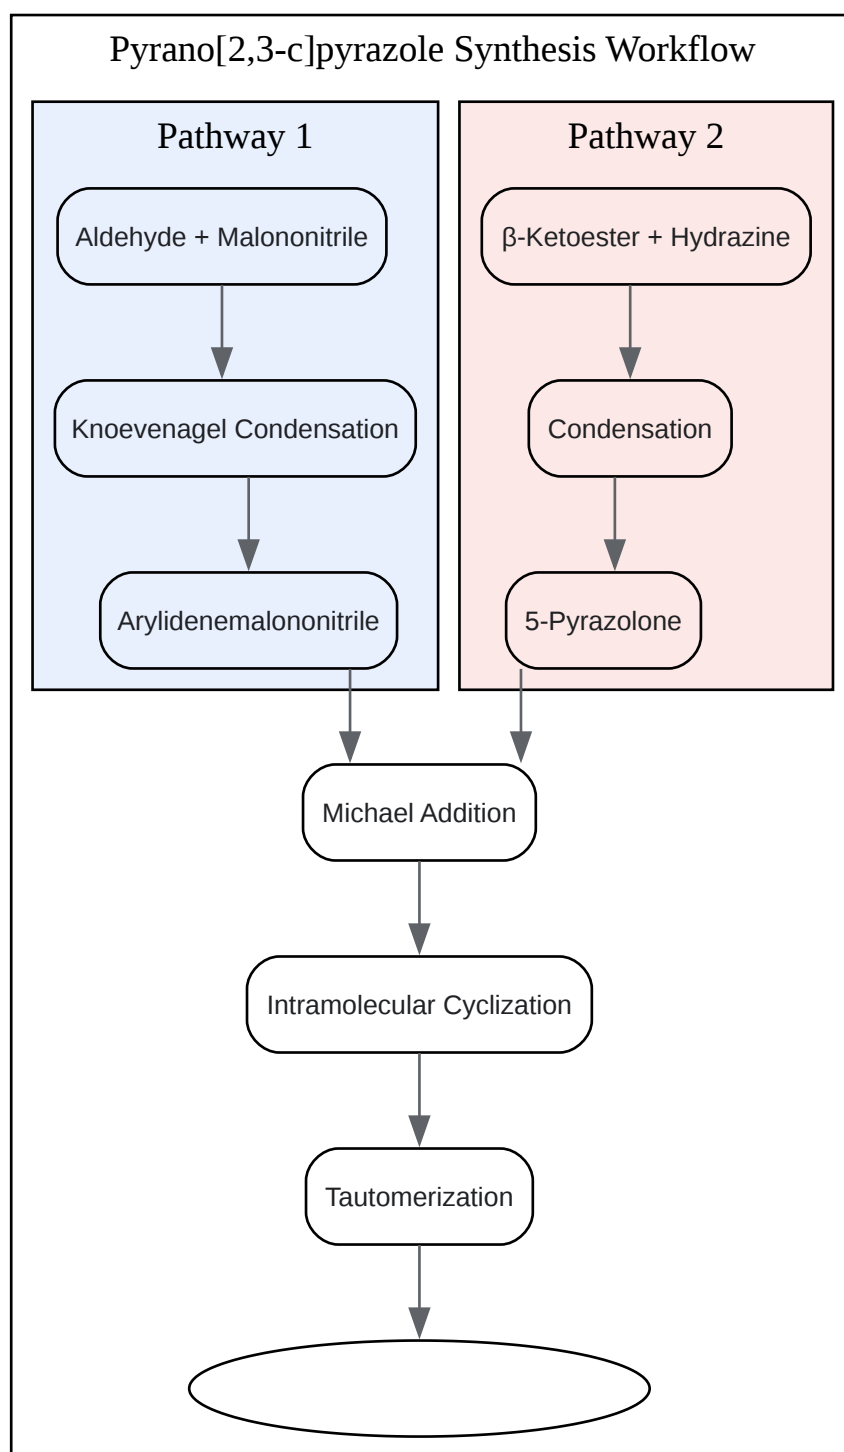 Pyrano[2,3-c]pyrazole Synthesis Workflow
Pathway 1
Aldehyde + Malononitrile
Knoevenagel Condensation
Arylidenemalononitrile
Pathway 2
β-Ketoester + Hydrazine
Condensation
5-Pyrazolone
Michael Addition
Intramolecular Cyclization
Tautomerization